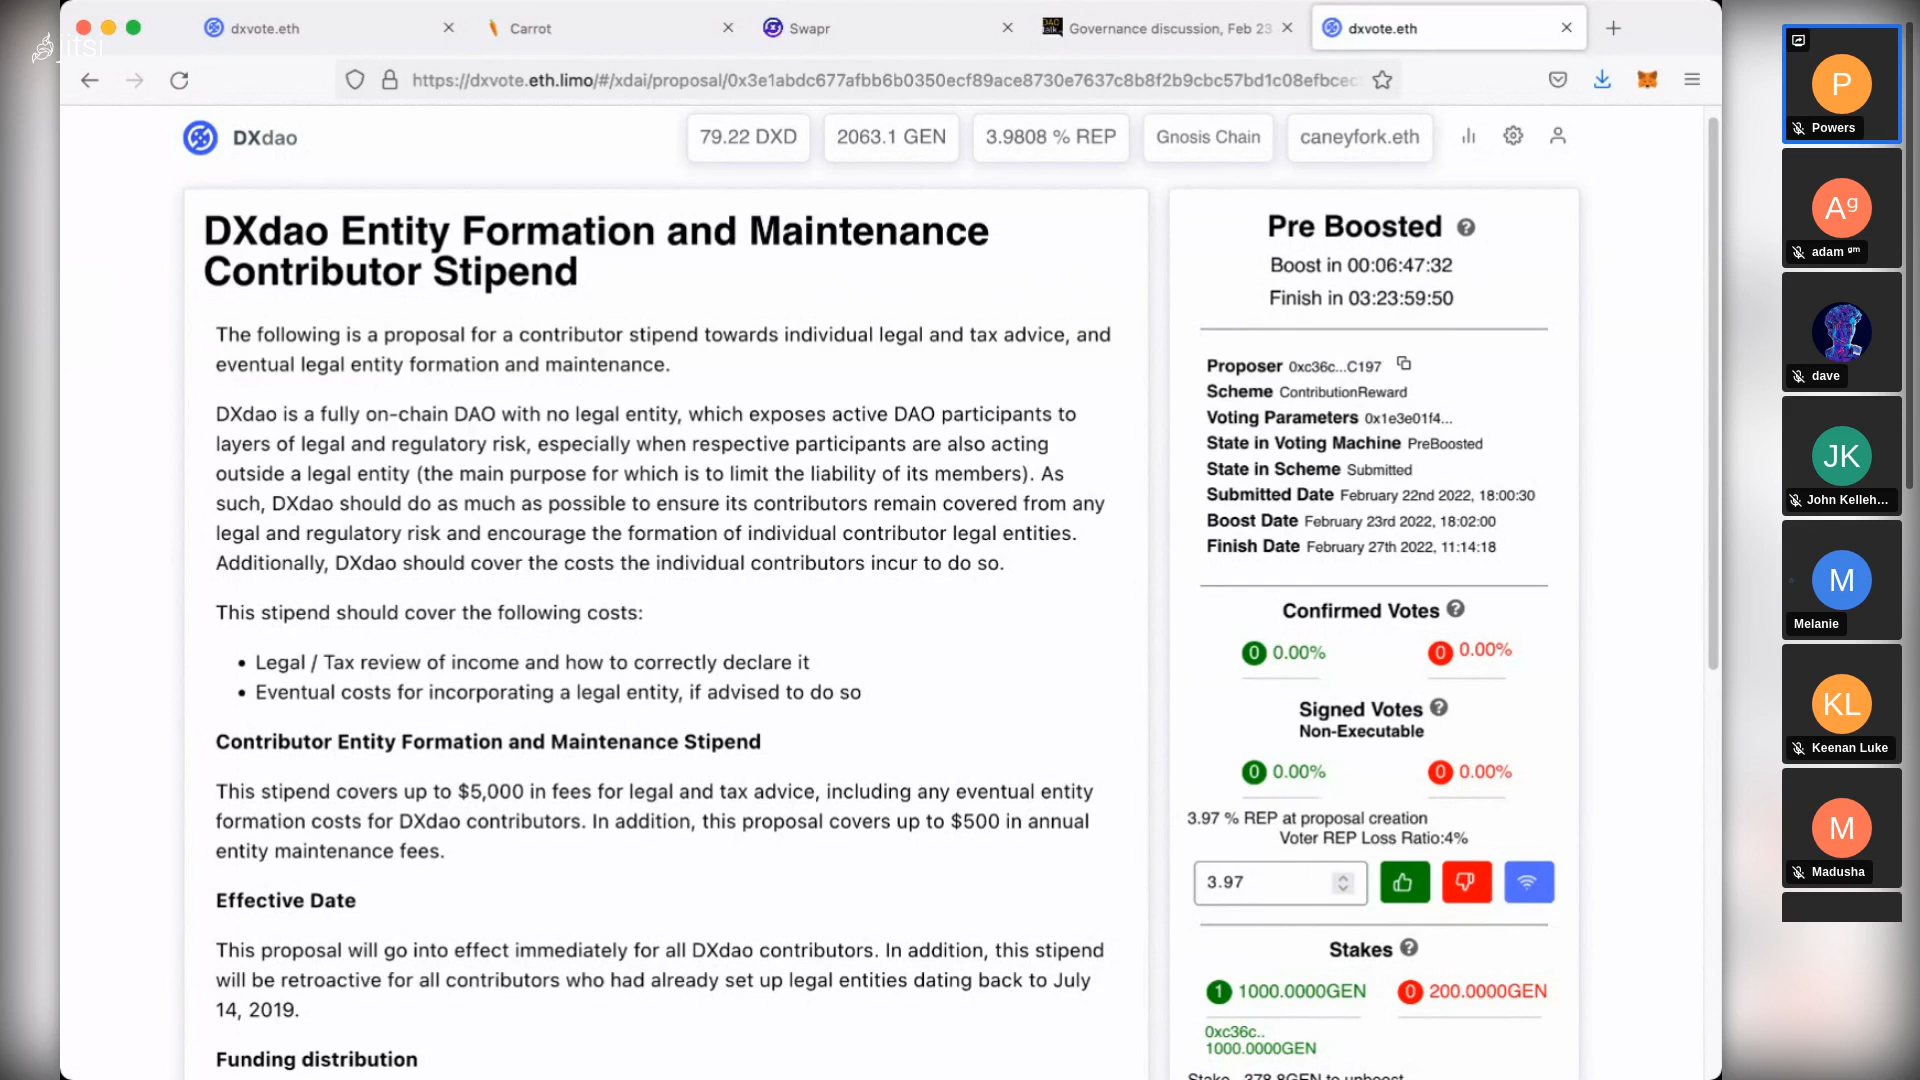 jitsi
dxvote.eth
Carrot
Swapr
Governance discussion, Feb 23
dxvote.eth
https://dxvote.eth.limo/#/xdai/proposal/0x3e1abdc677afbb6b0350ecf89ace8730e7637c8b8f2b9cbc57bd1c08efbcec
DXdao
79.22 DXD
2063.1 GEN
3.9808 % REP
Gnosis Chain
caneyfork.eth
DXdao Entity Formation and Maintenance
Contributor Stipend
The following is a proposal for a contributor stipend towards individual legal and tax advice, and
eventual legal entity formation and maintenance.
DXdao is a fully on-chain DAO with no legal entity, which exposes active DAO participants to
layers of legal and regulatory risk, especially when respective participants are also acting
outside a legal entity (the main purpose for which is to limit the liability of its members). As
such, DXdao should do as much as possible to ensure its contributors remain covered from any
legal and regulatory risk and encourage the formation of individual contributor legal entities.
Additionally, DXdao should cover the costs the individual contributors incur to do so.
This stipend should cover the following costs:
• Legal / Tax review of income and how to correctly declare it
• Eventual costs for incorporating a legal entity, if advised to do so
Contributor Entity Formation and Maintenance Stipend
This stipend covers up to $5,000 in fees for legal and tax advice, including any eventual entity
formation costs for DXdao contributors. In addition, this proposal covers up to $500 in annual
entity maintenance fees.
Effective Date
This proposal will go into effect immediately for all DXdao contributors. In addition, this stipend
will be retroactive for all contributors who had already set up legal entities dating back to July
14, 2019.
Funding distribution
Pre Boosted
Boost in 00:06:47:32
Finish in 03:23:59:50
Proposer 0xc36c...C197
Scheme ContributionReward
Voting Parameters 0x1e3e01f4...
State in Voting Machine PreBoosted
State in Scheme Submitted
Submitted Date February 22nd 2022, 18:00:30
Boost Date February 23rd 2022, 18:02:00
Finish Date February 27th 2022, 11:14:18
Confirmed Votes
0 0.00% 0 0.00%
Signed Votes
Non-Executable
0 0.00% 0 0.00%
3.97 % REP at proposal creation
Voter REP Loss Ratio:4%
3.97
Stakes
1 1000.0000GEN 0 200.0000GEN
0xc36c..
1000.0000GEN
Stake 378.8GEN to unboost
P
Powers
Ag
adam ᵍᵐ
dave
JK
John Kelleh...
M
Melanie
KL
Keenan Luke
M
Madusha